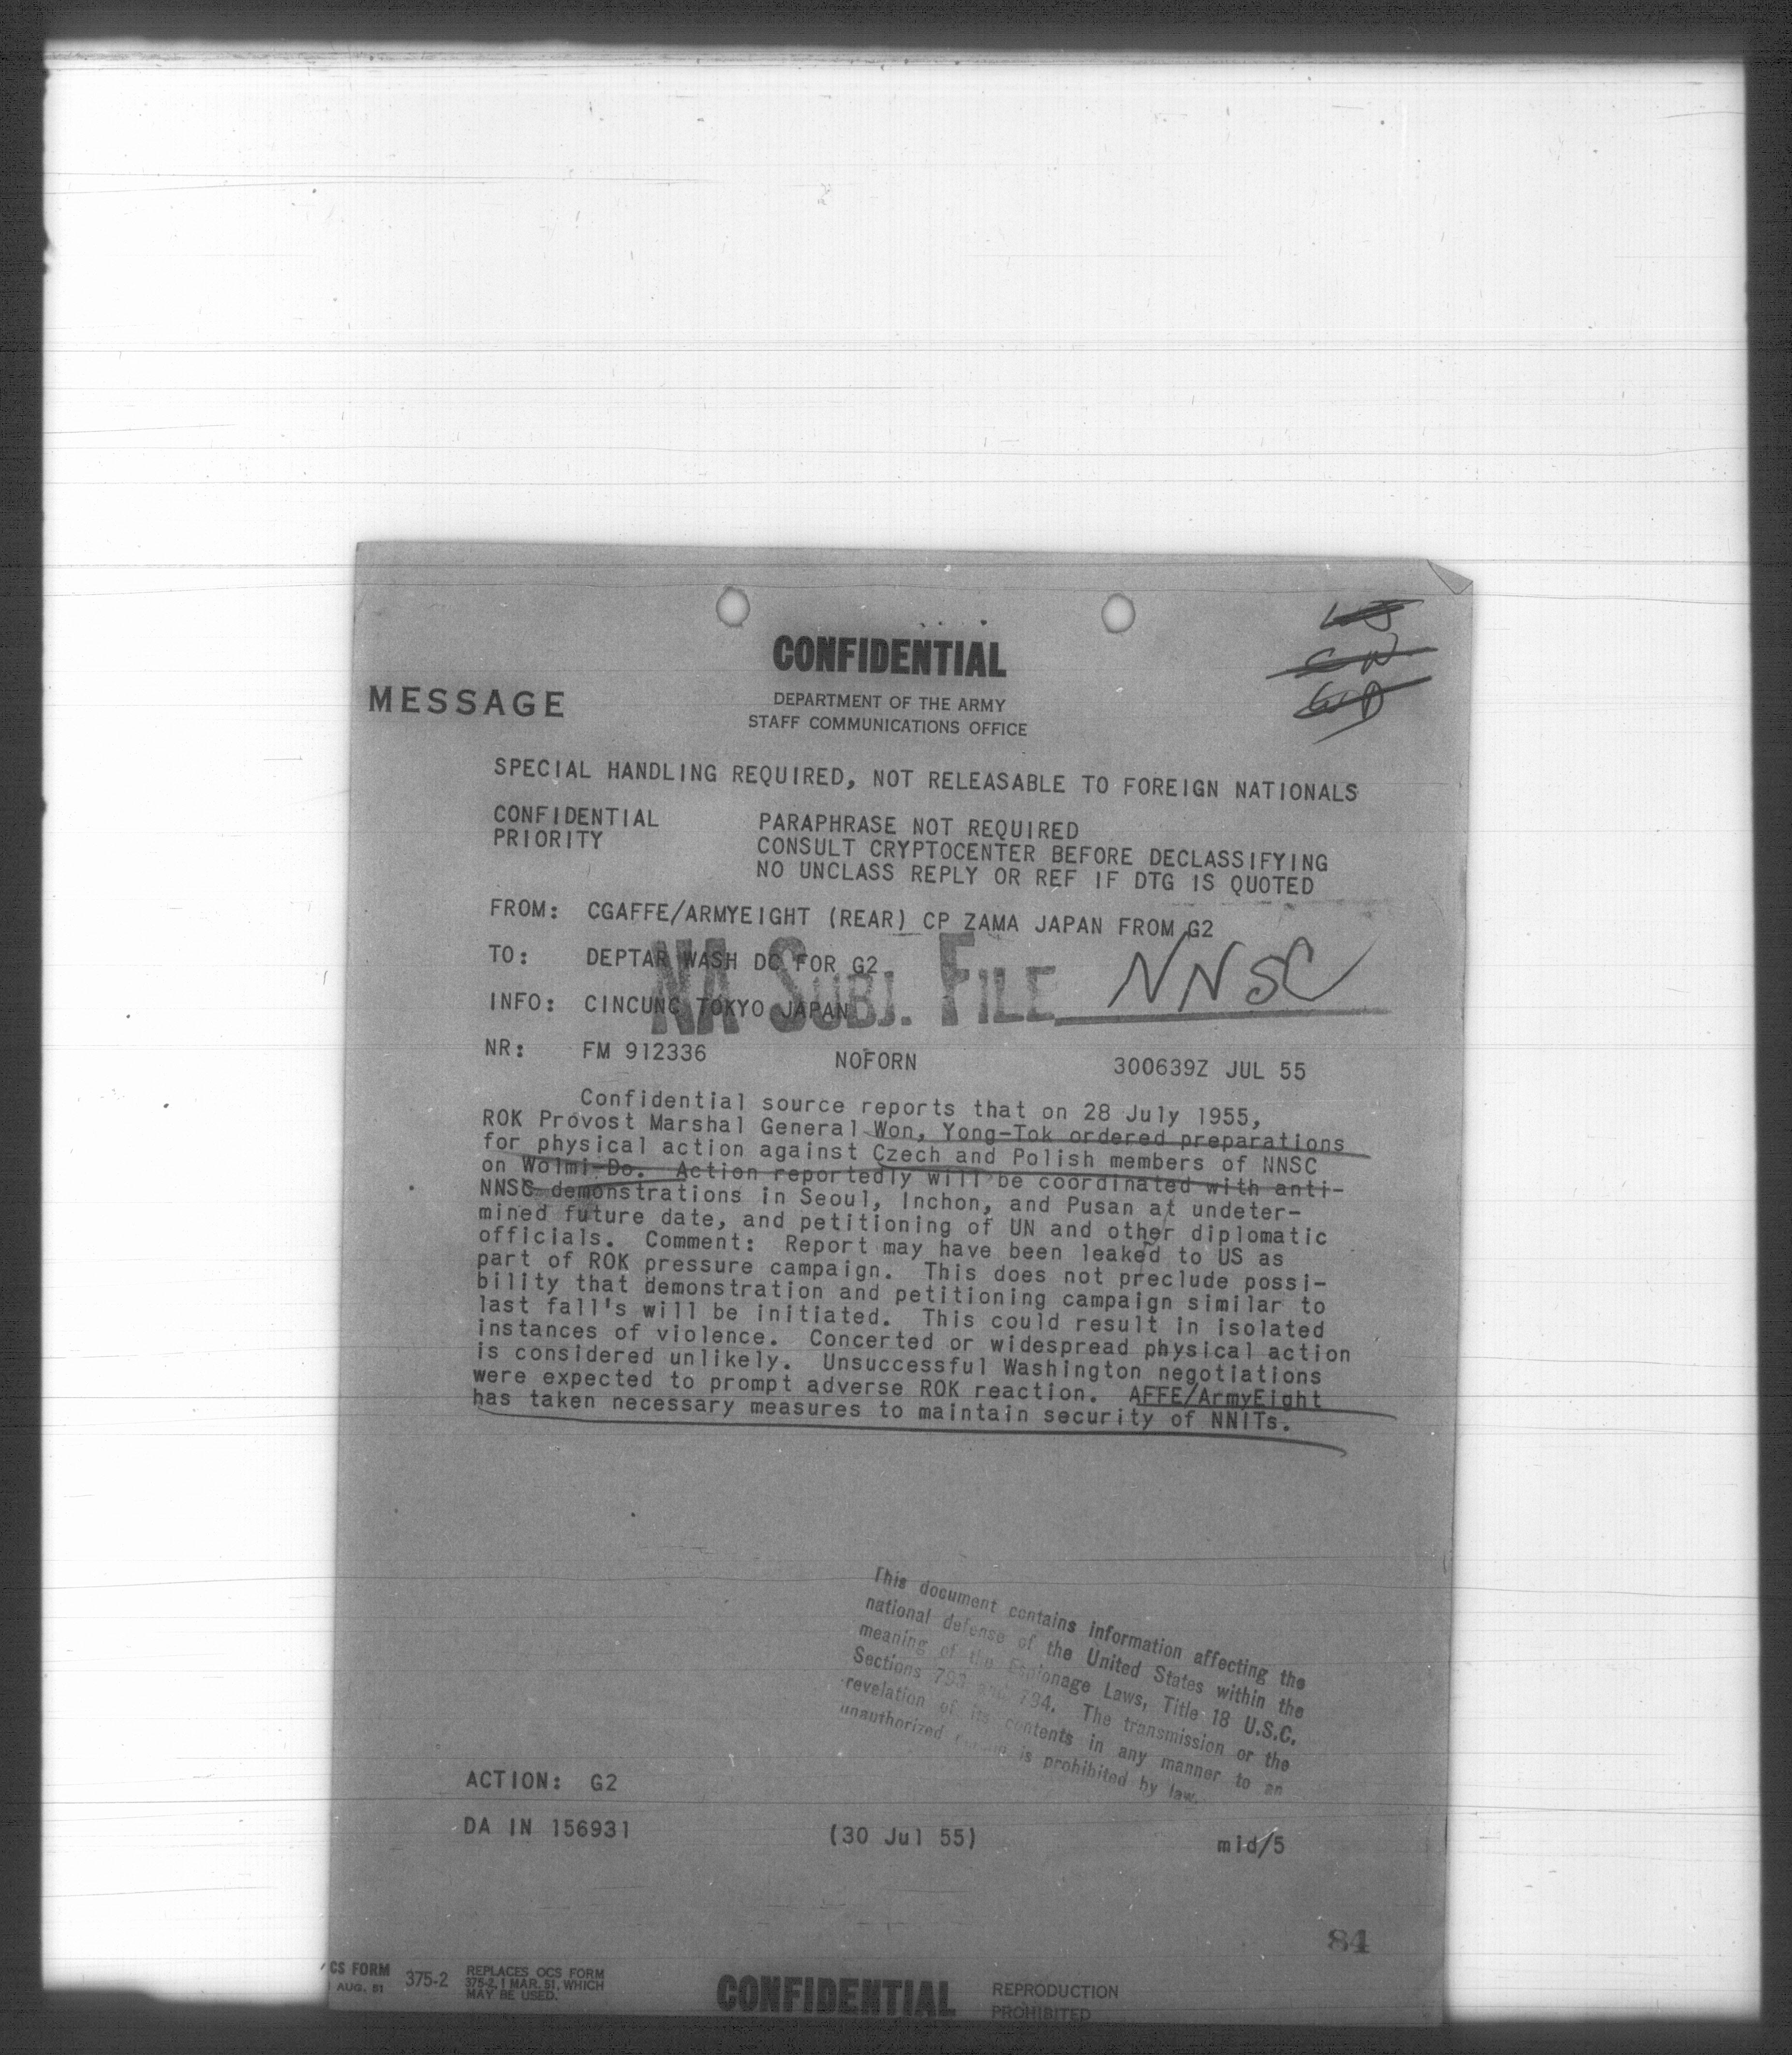 CONFIDENTIAL
MESSAGE
DEPARTMENT OF THE ARMY
STAFF COMMUNICATIONS OFFICE
SPECIAL HANDLING REQUIRED, NOT RELEASABLE TO FOREIGN NATIONALS
CONFIDENTIAL PARAPHRASE NOT REQUIRED
PRIORITY CONSULT CRYPTOCENTER BEFORE DECLASSIFYING
NO UNCLASS REPLY OR REF IF DTG IS QUOTED
FROM: CGAFFE/ARMYEIGHT (REAR) CP ZAMA JAPAN FROM G2
TO: DEPTAR WASH DC FOR G2
NA SUBJ. FILE NNSC
INFO: CINCUNC TOKYO JAPAN
NR: FM 912336 NOFORN 300639Z JUL 55
Confidential source reports that on 28 July 1955,
ROK Provost Marshal General Won, Yong-Tok ordered preparations
for physical action against Czech and Polish members of NNSC
on Wolmi-Do. Action reportedly will be coordinated with anti-
NNSC demonstrations in Seoul, Inchon, and Pusan at undeter-
mined future date, and petitioning of UN and other diplomatic
officials. Comment: Report may have been leaked to US as
part of ROK pressure campaign. This does not preclude possi-
bility that demonstration and petitioning campaign similar to
last fall's will be initiated. This could result in isolated
instances of violence. Concerted or widespread physical action
is considered unlikely. Unsuccessful Washington negotiations
were expected to prompt adverse ROK reaction. AFFE/ArmyEight
has taken necessary measures to maintain security of NNITs.
This document contains information affecting the
national defense of the United States within the
meaning of the Espionage Laws, Title 18 U.S.C.
Sections 793 and 794. The transmission or the
revelation of its contents in any manner to an
unauthorized person is prohibited by law.
ACTION: G2
DA IN 156931 (30 Jul 55) mid/5
84
CS FORM 375-2 REPLACES OCS FORM
1 AUG. 51 375-2, 1 MAR. 51, WHICH
MAY BE USED.
CONFIDENTIAL
REPRODUCTION
PROHIBITED